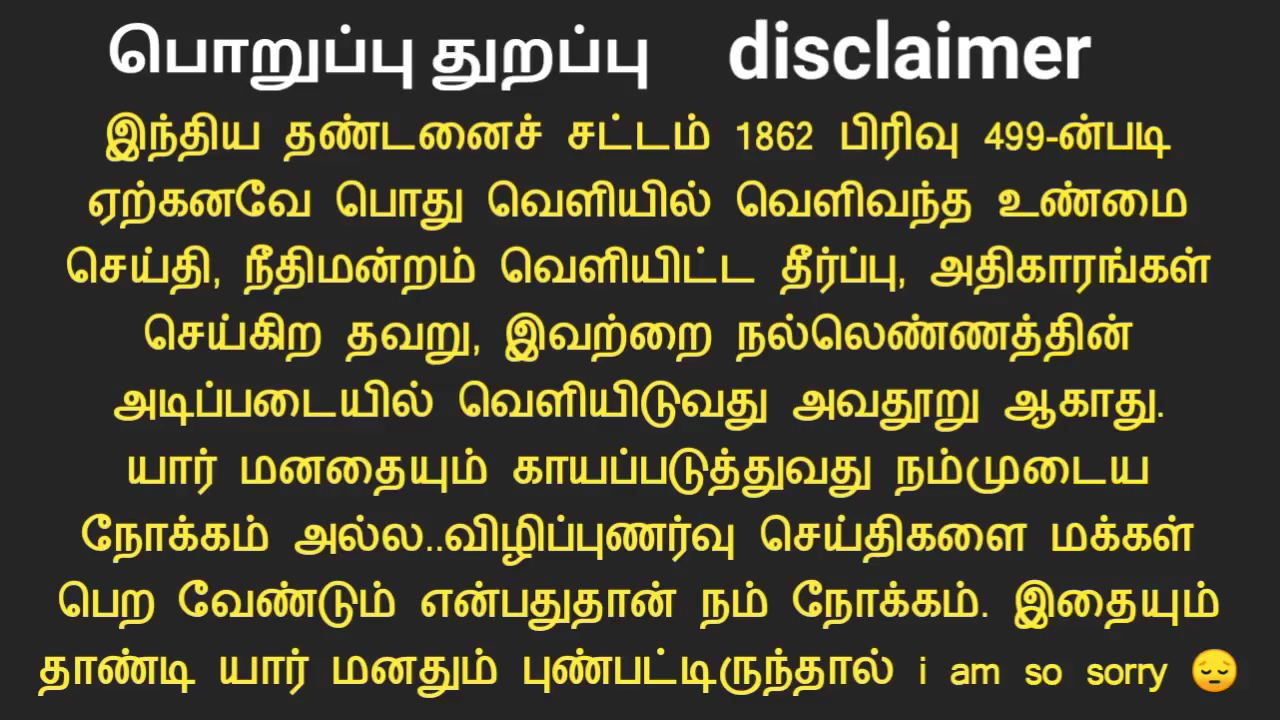 பொறுப்பு துறப்பு disclaimer
இந்திய தண்டனைச் சட்டம் 1862 பிரிவு 499-ன்படி
ஏற்கனவே பொது வெளியில் வெளிவந்த உண்மை
செய்தி, நீதிமன்றம் வெளியிட்ட தீர்ப்பு, அதிகாரங்கள்
செய்கிற தவறு, இவற்றை நல்லெண்ணத்தின்
அடிப்படையில் வெளியிடுவது அவதூறு ஆகாது.
யார் மனதையும் காயப்படுத்துவது நம்முடைய
நோக்கம் அல்ல..விழிப்புணர்வு செய்திகளை மக்கள்
பெற வேண்டும் என்பதுதான் நம் நோக்கம். இதையும்
தாண்டி யார் மனதும் புண்பட்டிருந்தால் i am so sorry 😔